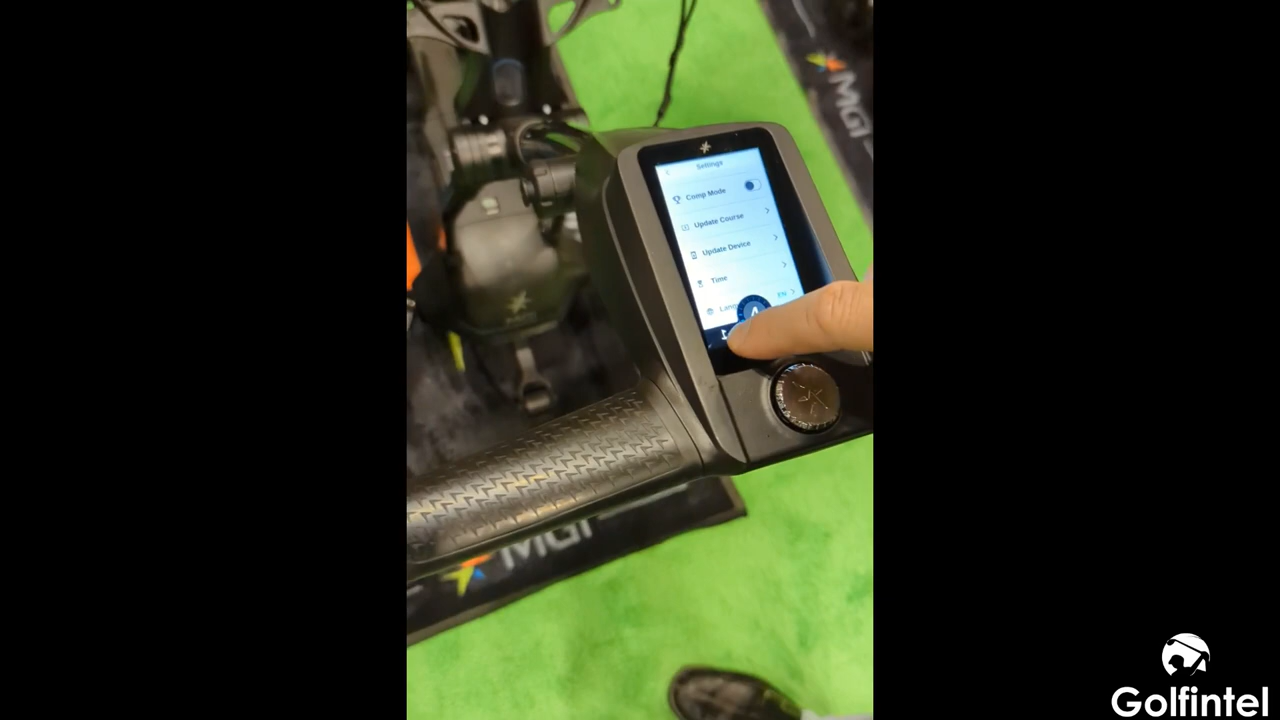 MGI
Settings
Comp Mode
Update Course
Update Device
Time
EN
MGI
Golfintel